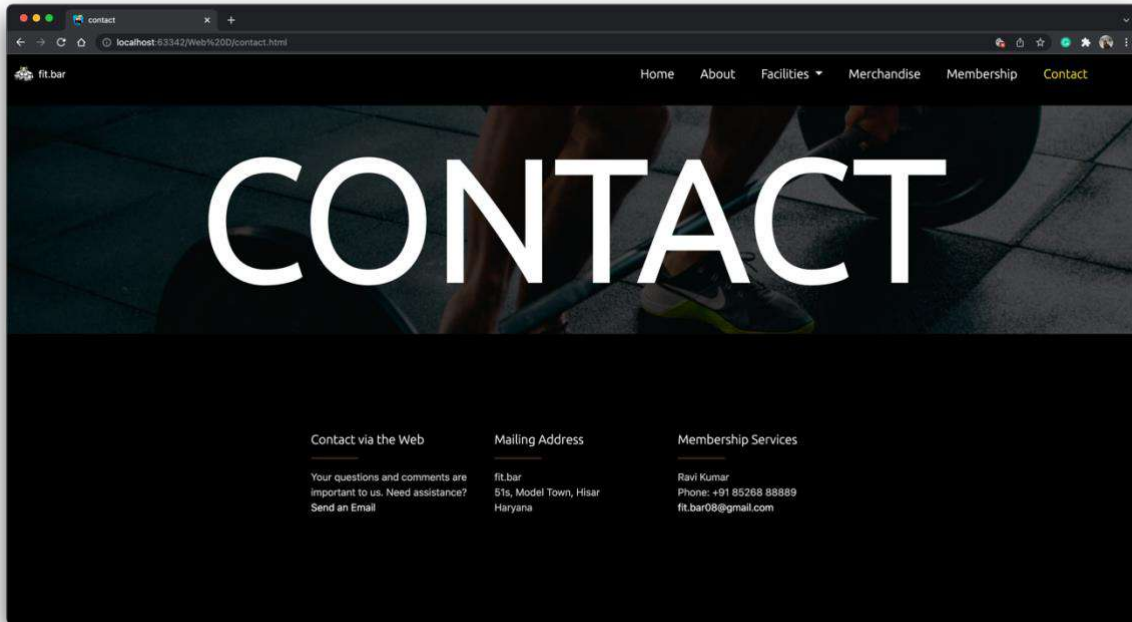 contact
localhost:63342/Web%20D/contact.html
fit.bar
Home About Facilities Merchandise Membership Contact
CONTACT
Contact via the Web
Your questions and comments are
important to us. Need assistance?
Send an Email
Mailing Address
fit.bar
51s, Model Town, Hisar
Haryana
Membership Services
Ravi Kumar
Phone: +91 85268 88889
fit.bar08@gmail.com